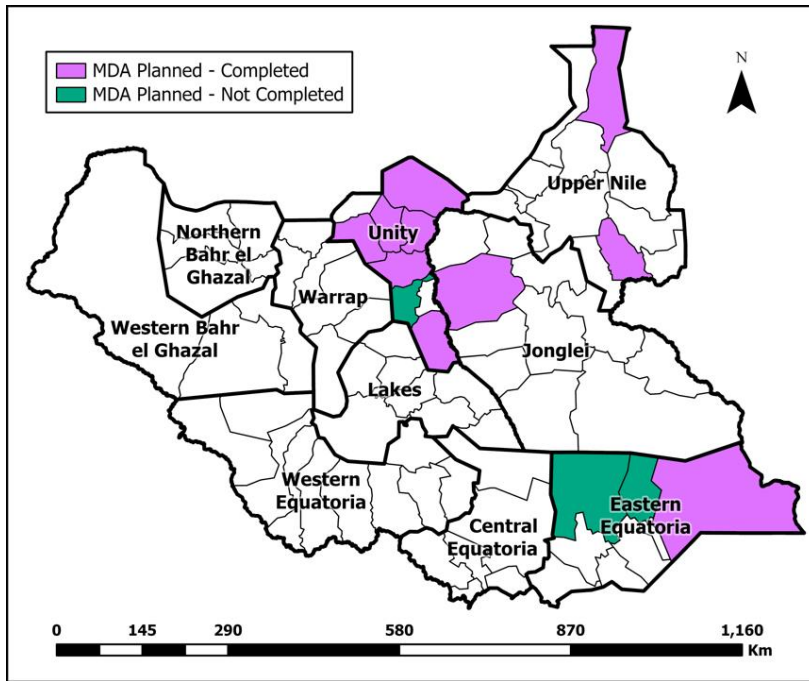 MDA Planned - Completed
MDA Planned - Not Completed
N
Upper Nile
Unity
Northern
Bahr el
Ghazal
Warrap
Western Bahr
el Ghazal
Jonglei
Lakes
Western
Equatoria
Eastern
Equatoria
Central
Equatoria
0 145 290 580 870 1,160
Km